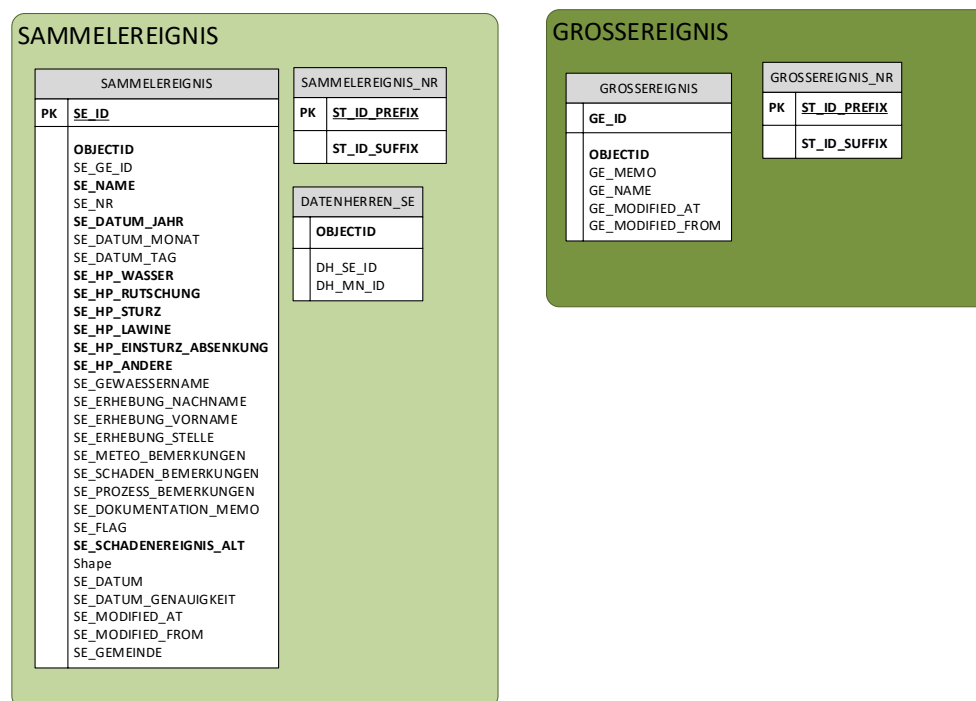 SAMMELEREIGNIS
SAMMELEREIGNIS
PK SE_ID
OBJECTID
SE_GE_ID
SE_NAME
SE_NR
SE_DATUM_JAHR
SE_DATUM_MONAT
SE_DATUM_TAG
SE_HP_WASSER
SE_HP_RUTSCHUNG
SE_HP_STURZ
SE_HP_LAWINE
SE_HP_EINSTURZ_ABSENKUNG
SE_HP_ANDERE
SE_GEWAESSERNAME
SE_ERHEBUNG_NACHNAME
SE_ERHEBUNG_VORNAME
SE_ERHEBUNG_STELLE
SE_METEO_BEMERKUNGEN
SE_SCHADEN_BEMERKUNGEN
SE_PROZESS_BEMERKUNGEN
SE_DOKUMENTATION_MEMO
SE_FLAG
SE_SCHADENEREIGNIS_ALT
Shape
SE_DATUM
SE_DATUM_GENAUIGKEIT
SE_MODIFIED_AT
SE_MODIFIED_FROM
SE_GEMEINDE
SAMMELEREIGNIS_NR
PK ST_ID_PREFIX
ST_ID_SUFFIX
DATENHERREN_SE
OBJECTID
DH_SE_ID
DH_MN_ID
GROSSEREIGNIS
GROSSEREIGNIS
GE_ID
OBJECTID
GE_MEMO
GE_NAME
GE_MODIFIED_AT
GE_MODIFIED_FROM
GROSSEREIGNIS_NR
PK ST_ID_PREFIX
ST_ID_SUFFIX